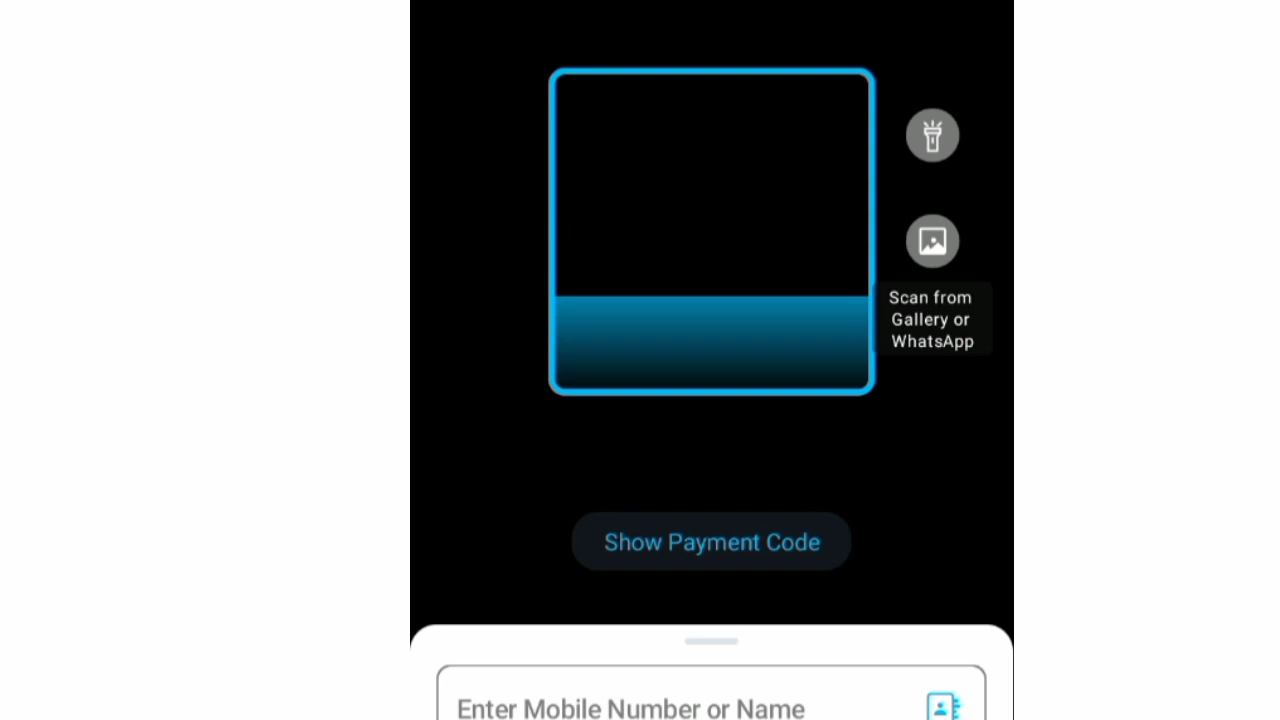 Scan from
Gallery or
WhatsApp
Show Payment Code
Enter Mobile Number or Name